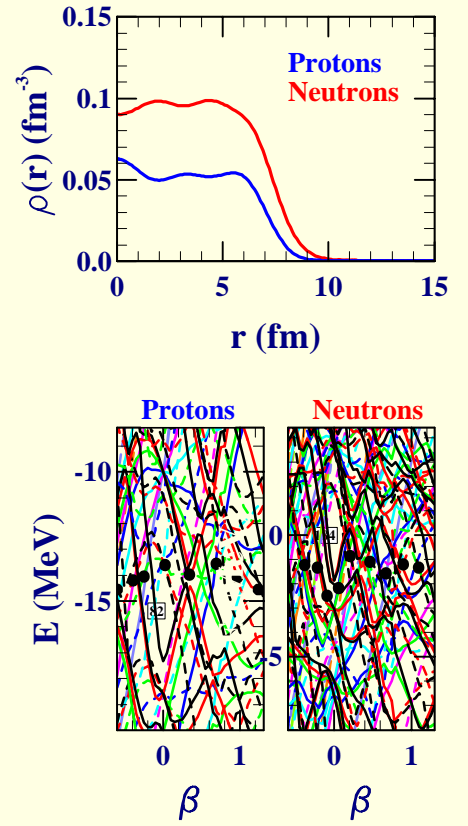 ρ(r) (fm⁻³)
0.15
0.1
0.05
0.0
Protons
Neutrons
0
5
10
15
r (fm)
Protons
Neutrons
E (MeV)
-10
-15
82
0
-5
0
1
0
1
β
β